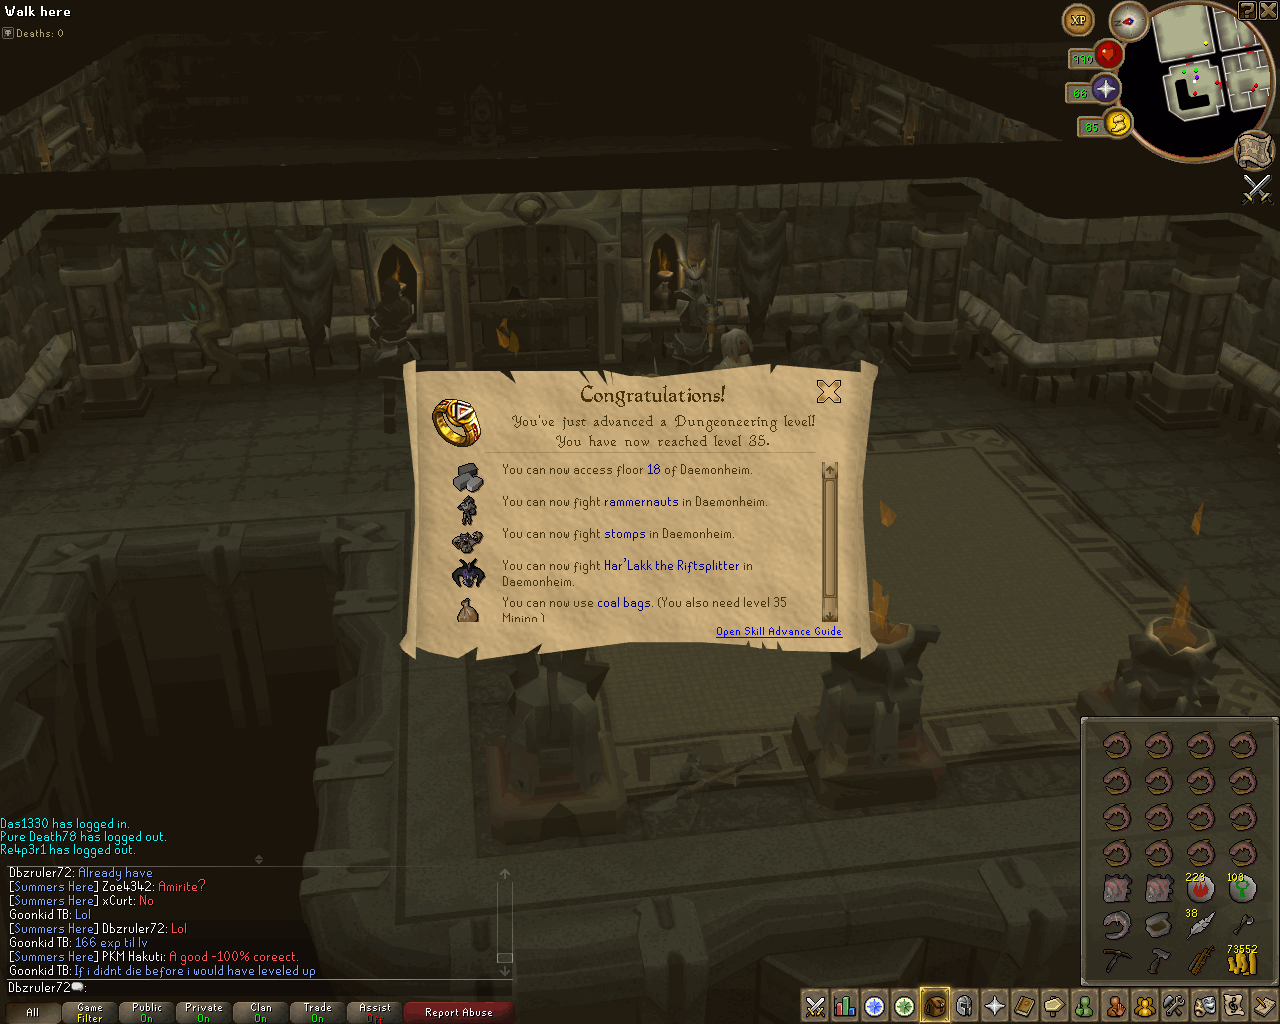 Walk here
Deaths: 0
XP
990
66
85
Congratulations!
You've just advanced a Dungeoneering level!
You have now reached level 35.
You can now access floor 18 of Daemonheim.
You can now fight rammernauts in Daemonheim.
You can now fight stomps in Daemonheim.
You can now fight Har'Lakk the Riftsplitter in
Daemonheim.
You can now use coal bags. (You also need level 35
Mining.)
Open Skill Advance Guide
Das1330 has logged in.
Pure Death78 has logged out.
Re4p3r1 has logged out.
Dbzruler72: Already have
[Summers Here] Zoe4342: Amirite?
[Summers Here] xCurt: No
Goonkid TB: Lol
[Summers Here] Dbzruler72: Lol
Goonkid TB: 166 exp til lv
[Summers Here] PKM Hakuti: A good -100% coreect.
Goonkid TB: If i didnt die before i would have leveled up
Dbzruler72:
223 103
38
73552
All
Game
Filter
Public
On
Private
On
Clan
On
Trade
On
Assist
Off
Report Abuse